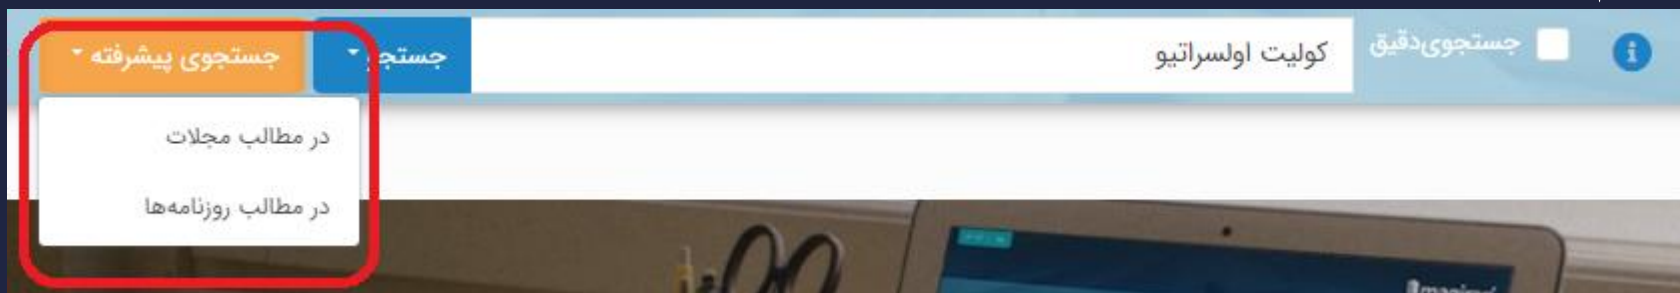 جستجوی‌دقیق
کولیت اولسراتیو
جستجو
جستجوی پیشرفته
در مطالب مجلات
در مطالب روزنامه‌ها